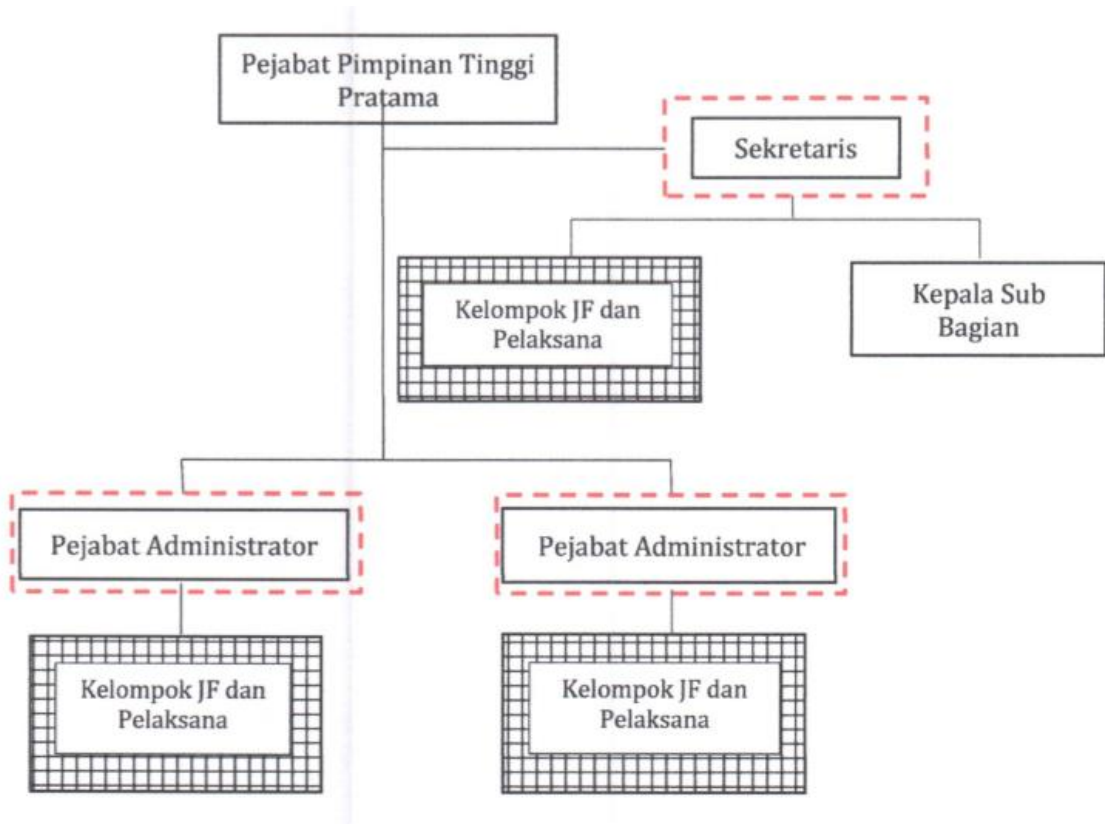 Pejabat Pimpinan Tinggi
Pratama
Sekretaris
Kelompok JF dan
Pelaksana
Kepala Sub
Bagian
Pejabat Administrator
Pejabat Administrator
Kelompok JF dan
Pelaksana
Kelompok JF dan
Pelaksana